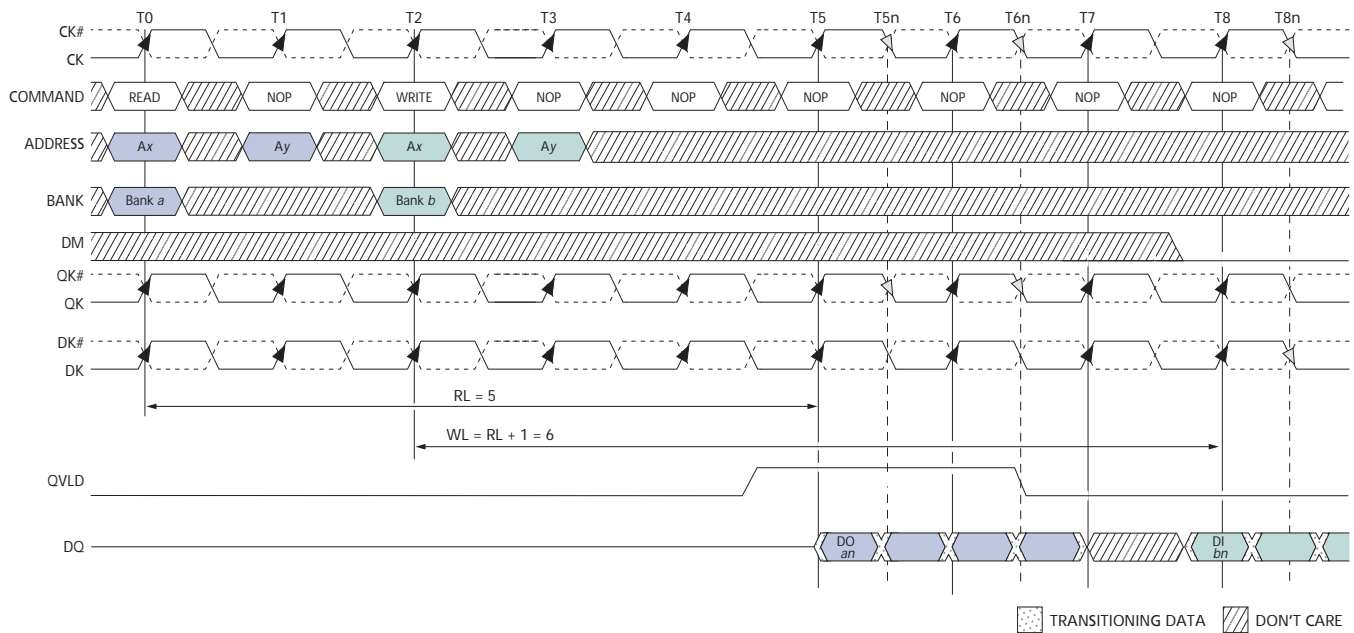 T0 T1 T2 T3 T4 T5 T5n T6 T6n T7 T8 T8n
CK#
CK
COMMAND READ NOP WRITE NOP NOP NOP NOP NOP NOP
ADDRESS Ax Ay Ax Ay
BANK Bank a Bank b
DM
QK#
QK
DK#
DK
RL = 5
WL = RL + 1 = 6
QVLD
DQ DO an DI bn
TRANSITIONING DATA DON'T CARE